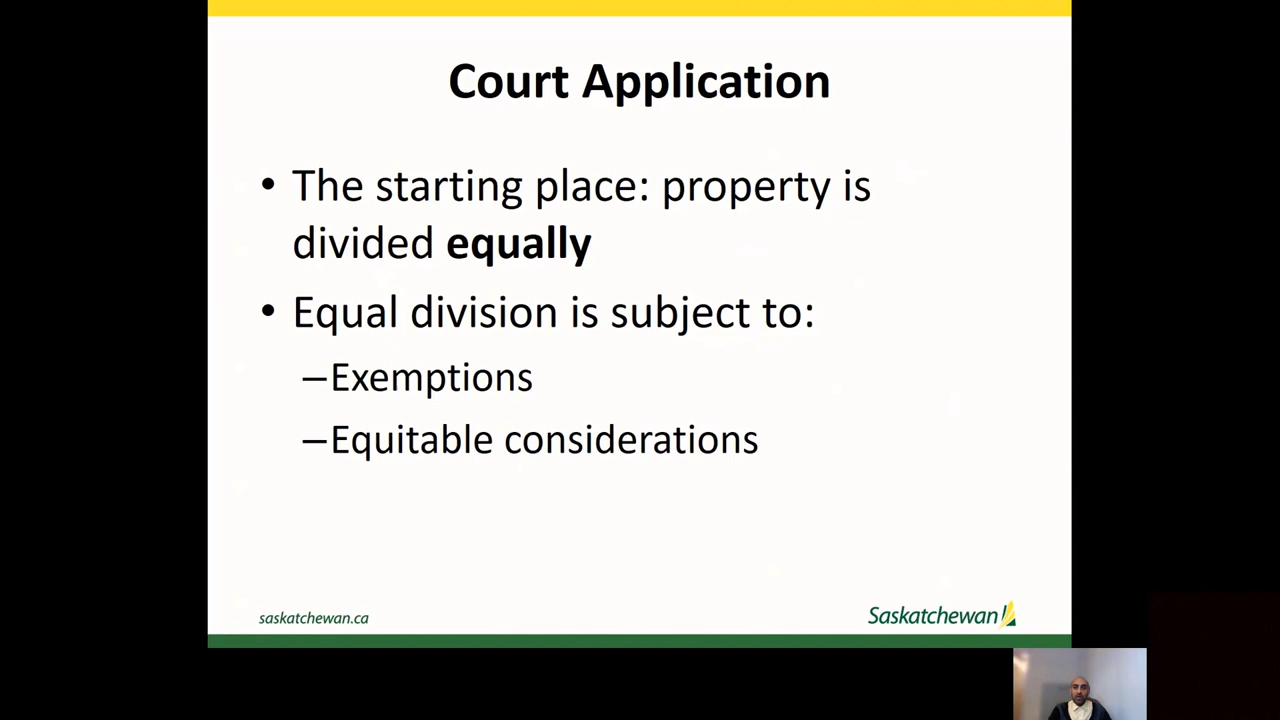 Court Application
• The starting place: property is
divided equally
• Equal division is subject to:
–Exemptions
–Equitable considerations
saskatchewan.ca
Saskatchewan